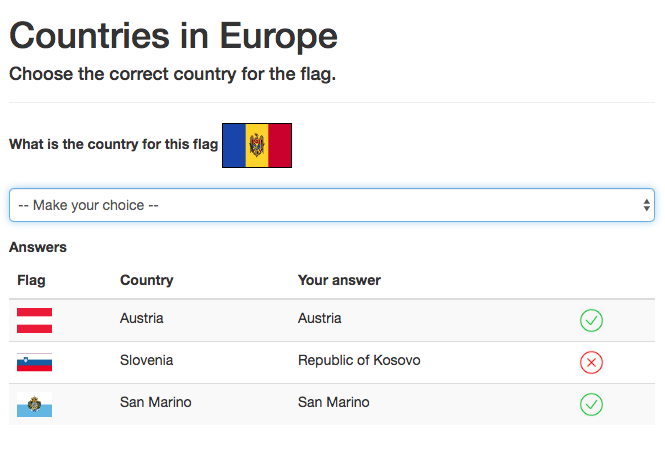 Countries in Europe
Choose the correct country for the flag.
What is the country for this flag
-- Make your choice --
Answers
Flag Country Your answer
Austria Austria
Slovenia Republic of Kosovo
San Marino San Marino